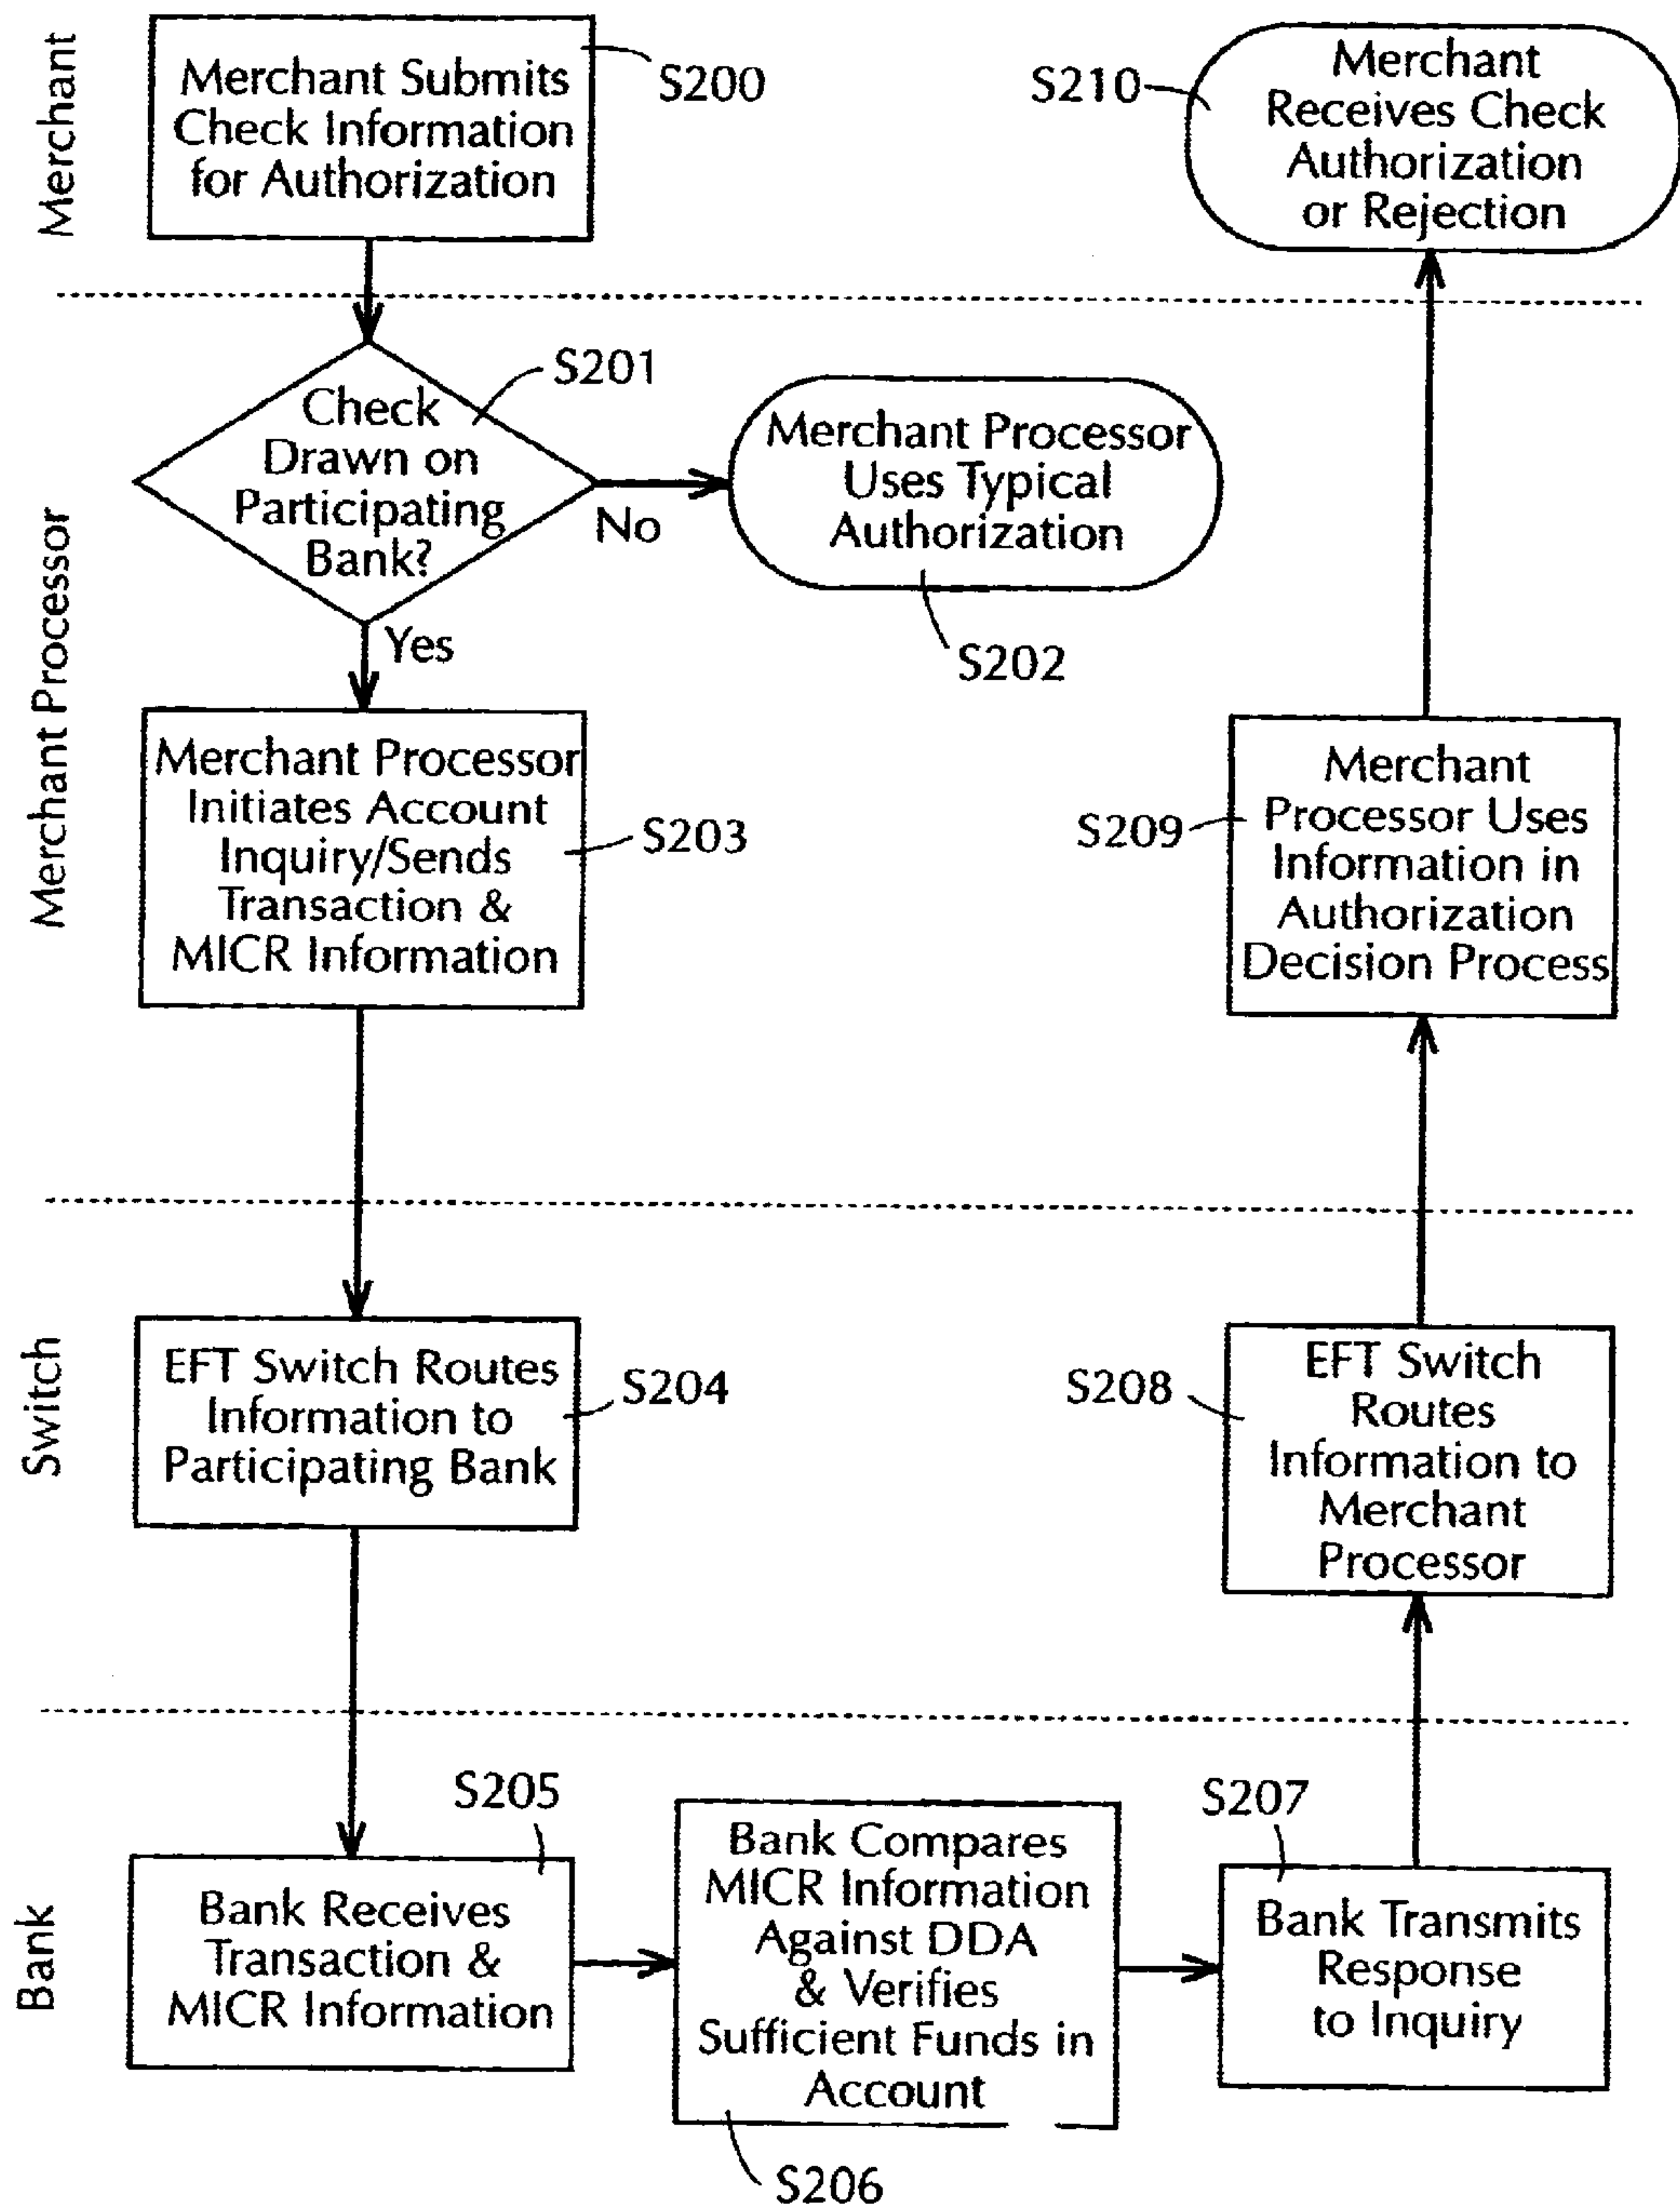 Merchant
Merchant Submits
Check Information
for Authorization
S200
S210
Merchant
Receives Check
Authorization
or Rejection
Merchant Processor
Check
Drawn on
Participating
Bank?
S201
No
Yes
Merchant Processor
Uses Typical
Authorization
S202
Merchant Processor
Initiates Account
Inquiry/Sends
Transaction &
MICR Information
S203
S209
Merchant
Processor Uses
Information in
Authorization
Decision Process
Switch
EFT Switch Routes
Information to
Participating Bank
S204
S208
EFT Switch
Routes
Information to
Merchant
Processor
Bank
S205
Bank Receives
Transaction &
MICR Information
Bank Compares
MICR Information
Against DDA
& Verifies
Sufficient Funds in
Account
S206
S207
Bank Transmits
Response
to Inquiry